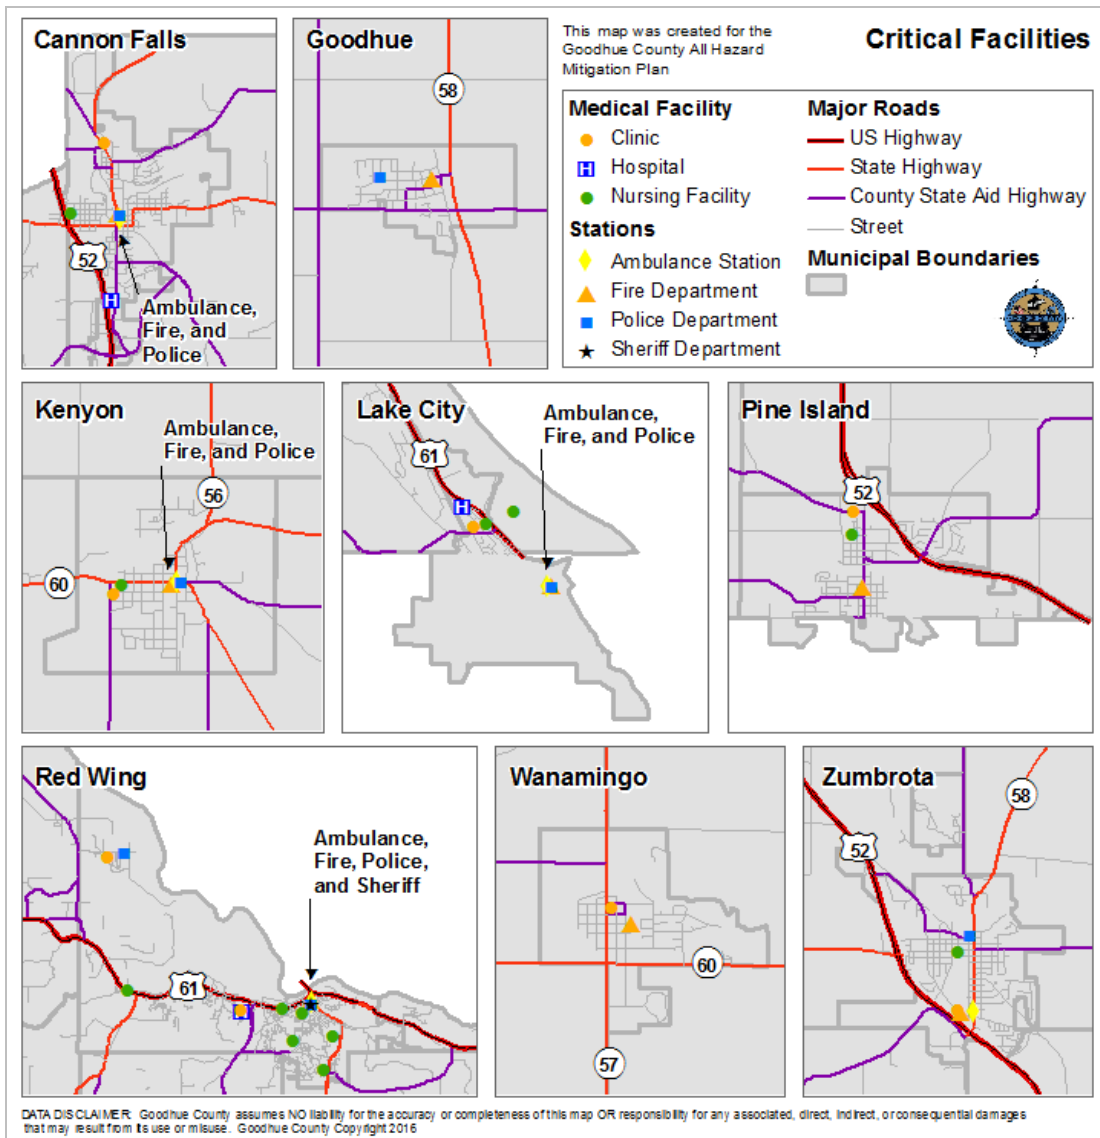 Cannon Falls
52
Ambulance,
Fire, and
Police
Goodhue
58
This map was created for the
Goodhue County All Hazard
Mitigation Plan
Critical Facilities
Medical Facility
Clinic
H Hospital
Nursing Facility
Stations
Ambulance Station
Fire Department
Police Department
Sheriff Department
Major Roads
US Highway
State Highway
County State Aid Highway
Street
Municipal Boundaries
H
Kenyon
Ambulance,
Fire, and Police
56
60
Lake City
Ambulance,
Fire, and Police
61
H
Pine Island
52
Red Wing
Ambulance,
Fire, Police,
and Sheriff
61
H
Wanamingo
60
57
Zumbrota
58
52
DATA DISCLAIMER: Goodhue County assumes NO liability for the accuracy or completeness of this map OR responsibility for any associated, direct, indirect, or consequential damages
that may result from its use or misuse. Goodhue County Copyright 2016